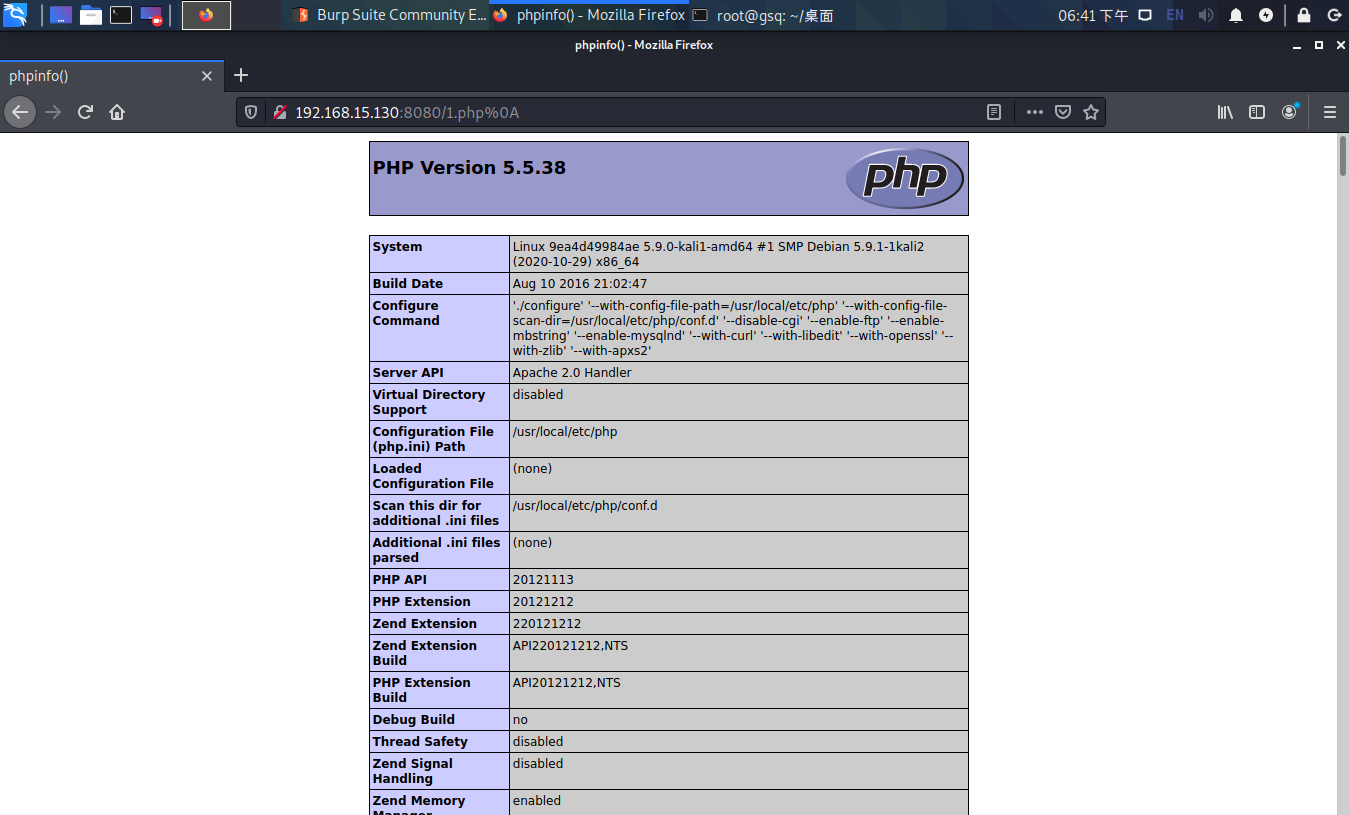 Burp Suite Community E...
phpinfo() - Mozilla Firefox
root@gsq: ~/桌面
06:41 下午
EN
phpinfo() - Mozilla Firefox
phpinfo()
192.168.15.130:8080/1.php%0A
PHP Version 5.5.38
php
System
Linux 9ea4d49984ae 5.9.0-kali1-amd64 #1 SMP Debian 5.9.1-1kali2
(2020-10-29) x86_64
Build Date
Aug 10 2016 21:02:47
Configure
Command
'./configure' '--with-config-file-path=/usr/local/etc/php' '--with-config-file-
scan-dir=/usr/local/etc/php/conf.d' '--disable-cgi' '--enable-ftp' '--enable-
mbstring' '--enable-mysqlnd' '--with-curl' '--with-libedit' '--with-openssl' '--
with-zlib' '--with-apxs2'
Server API
Apache 2.0 Handler
Virtual Directory
Support
disabled
Configuration File
(php.ini) Path
/usr/local/etc/php
Loaded
Configuration File
(none)
Scan this dir for
additional .ini files
/usr/local/etc/php/conf.d
Additional .ini files
parsed
(none)
PHP API
20121113
PHP Extension
20121212
Zend Extension
220121212
Zend Extension
Build
API220121212,NTS
PHP Extension
Build
API20121212,NTS
Debug Build
no
Thread Safety
disabled
Zend Signal
Handling
disabled
Zend Memory
Manager
enabled